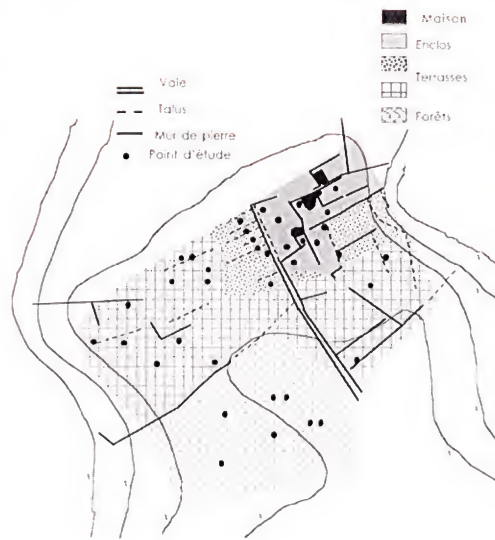 Maison
Enclos
Terrasses
Forêts
Voie
Talus
Mur de pierre
Point d'étude